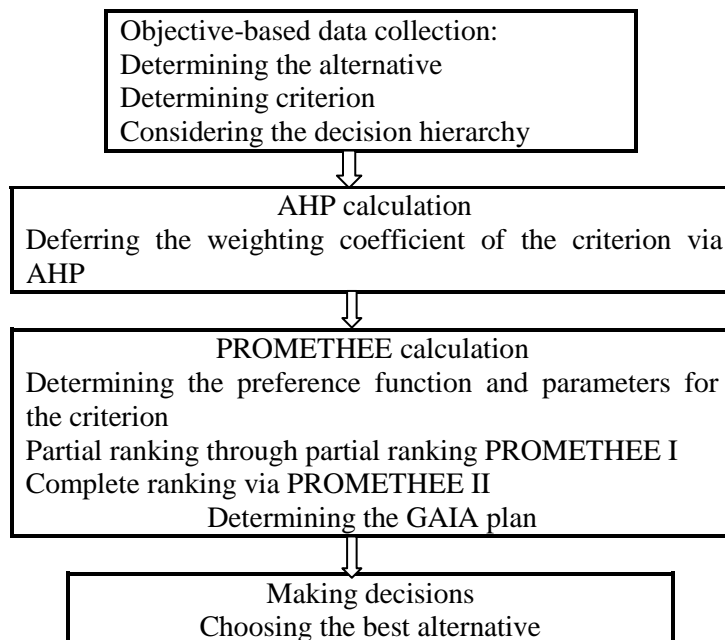 Objective-based data collection:
Determining the alternative
Determining criterion
Considering the decision hierarchy
AHP calculation
Deferring the weighting coefficient of the criterion via
AHP
PROMETHEE calculation
Determining the preference function and parameters for
the criterion
Partial ranking through partial ranking PROMETHEE I
Complete ranking via PROMETHEE II
Determining the GAIA plan
Making decisions
Choosing the best alternative